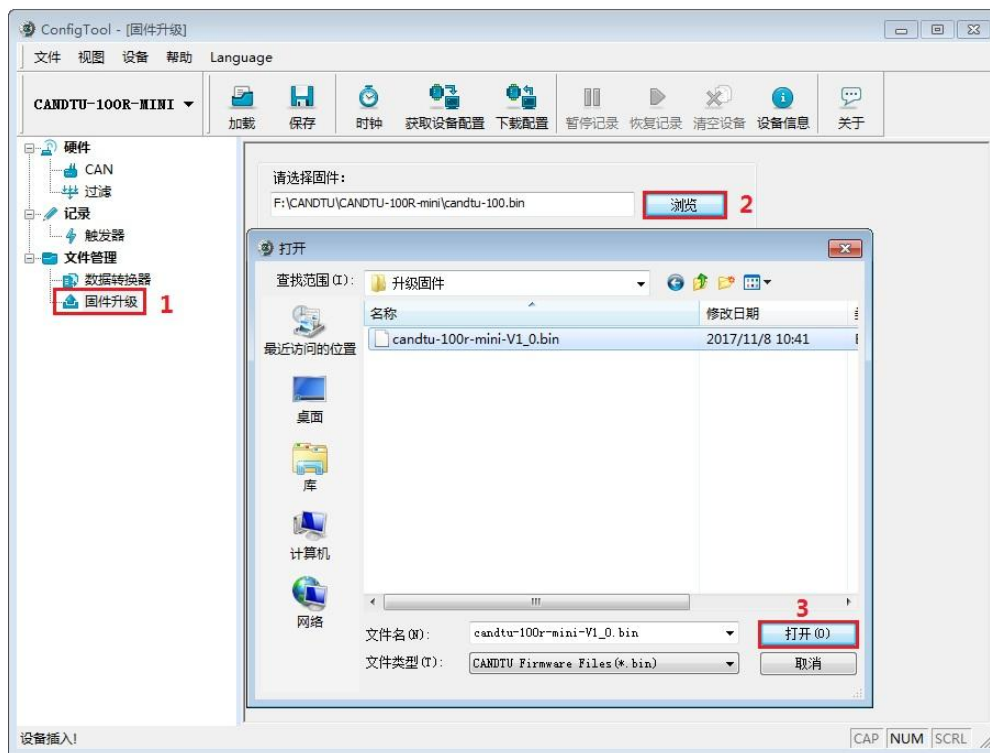 ConfigTool - [固件升级]
文件 视图 设备 帮助 Language
CANDTU-100R-MINI
加载 保存 时钟 获取设备配置 下载配置 暂停记录 恢复记录 清空设备 设备信息 关于
硬件
CAN
过滤
记录
触发器
文件管理
数据转换器
固件升级
1
请选择固件：
F:\CANDTU\CANDTU-100R-mini\candtu-100.bin
浏览
2
打开
查找范围(I):
升级固件
名称 修改日期
candtu-100r-mini-V1_0.bin 2017/11/8 10:41
最近访问的位置
桌面
库
计算机
网络
3
文件名(N): candtu-100r-mini-V1_0.bin 打开(O)
文件类型(T): CANDTU Firmware Files(*.bin) 取消
设备插入!
CAP NUM SCRL